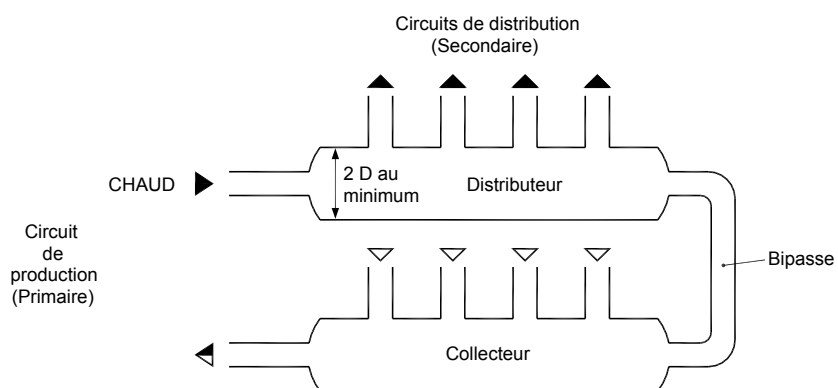 Circuits de distribution
(Secondaire)
CHAUD
2 D au
minimum
Distributeur
Circuit
de
production
(Primaire)
Bipasse
Collecteur